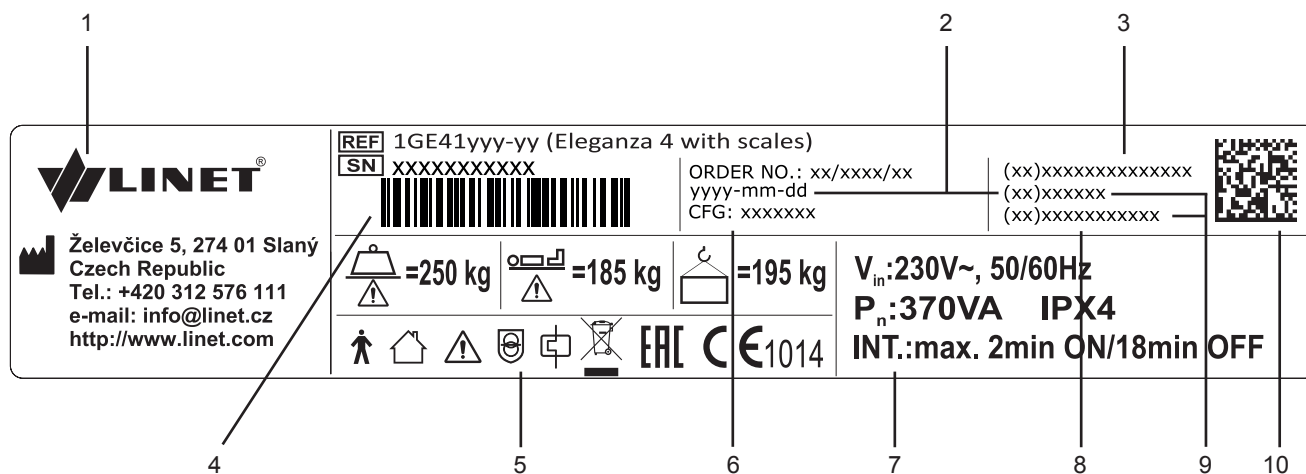 1 2 3
LINET®
Želevčice 5, 274 01 Slaný
Czech Republic
Tel.: +420 312 576 111
e-mail: info@linet.cz
http://www.linet.com
REF 1GE41yyy-yy (Eleganza 4 with scales)
SN xxxxxxxxxxx
ORDER NO.: xx/xxxx/xx
yyyy-mm-dd
CFG: xxxxxxx
(xx)xxxxxxxxxxxxxx
(xx)xxxxxx
(xx)xxxxxxxxxxx
=250 kg =185 kg =195 kg
EAC CE1014
Vin:230V~, 50/60Hz
Pn:370VA IPX4
INT.:max. 2min ON/18min OFF
4 5 6 7 8 9 10